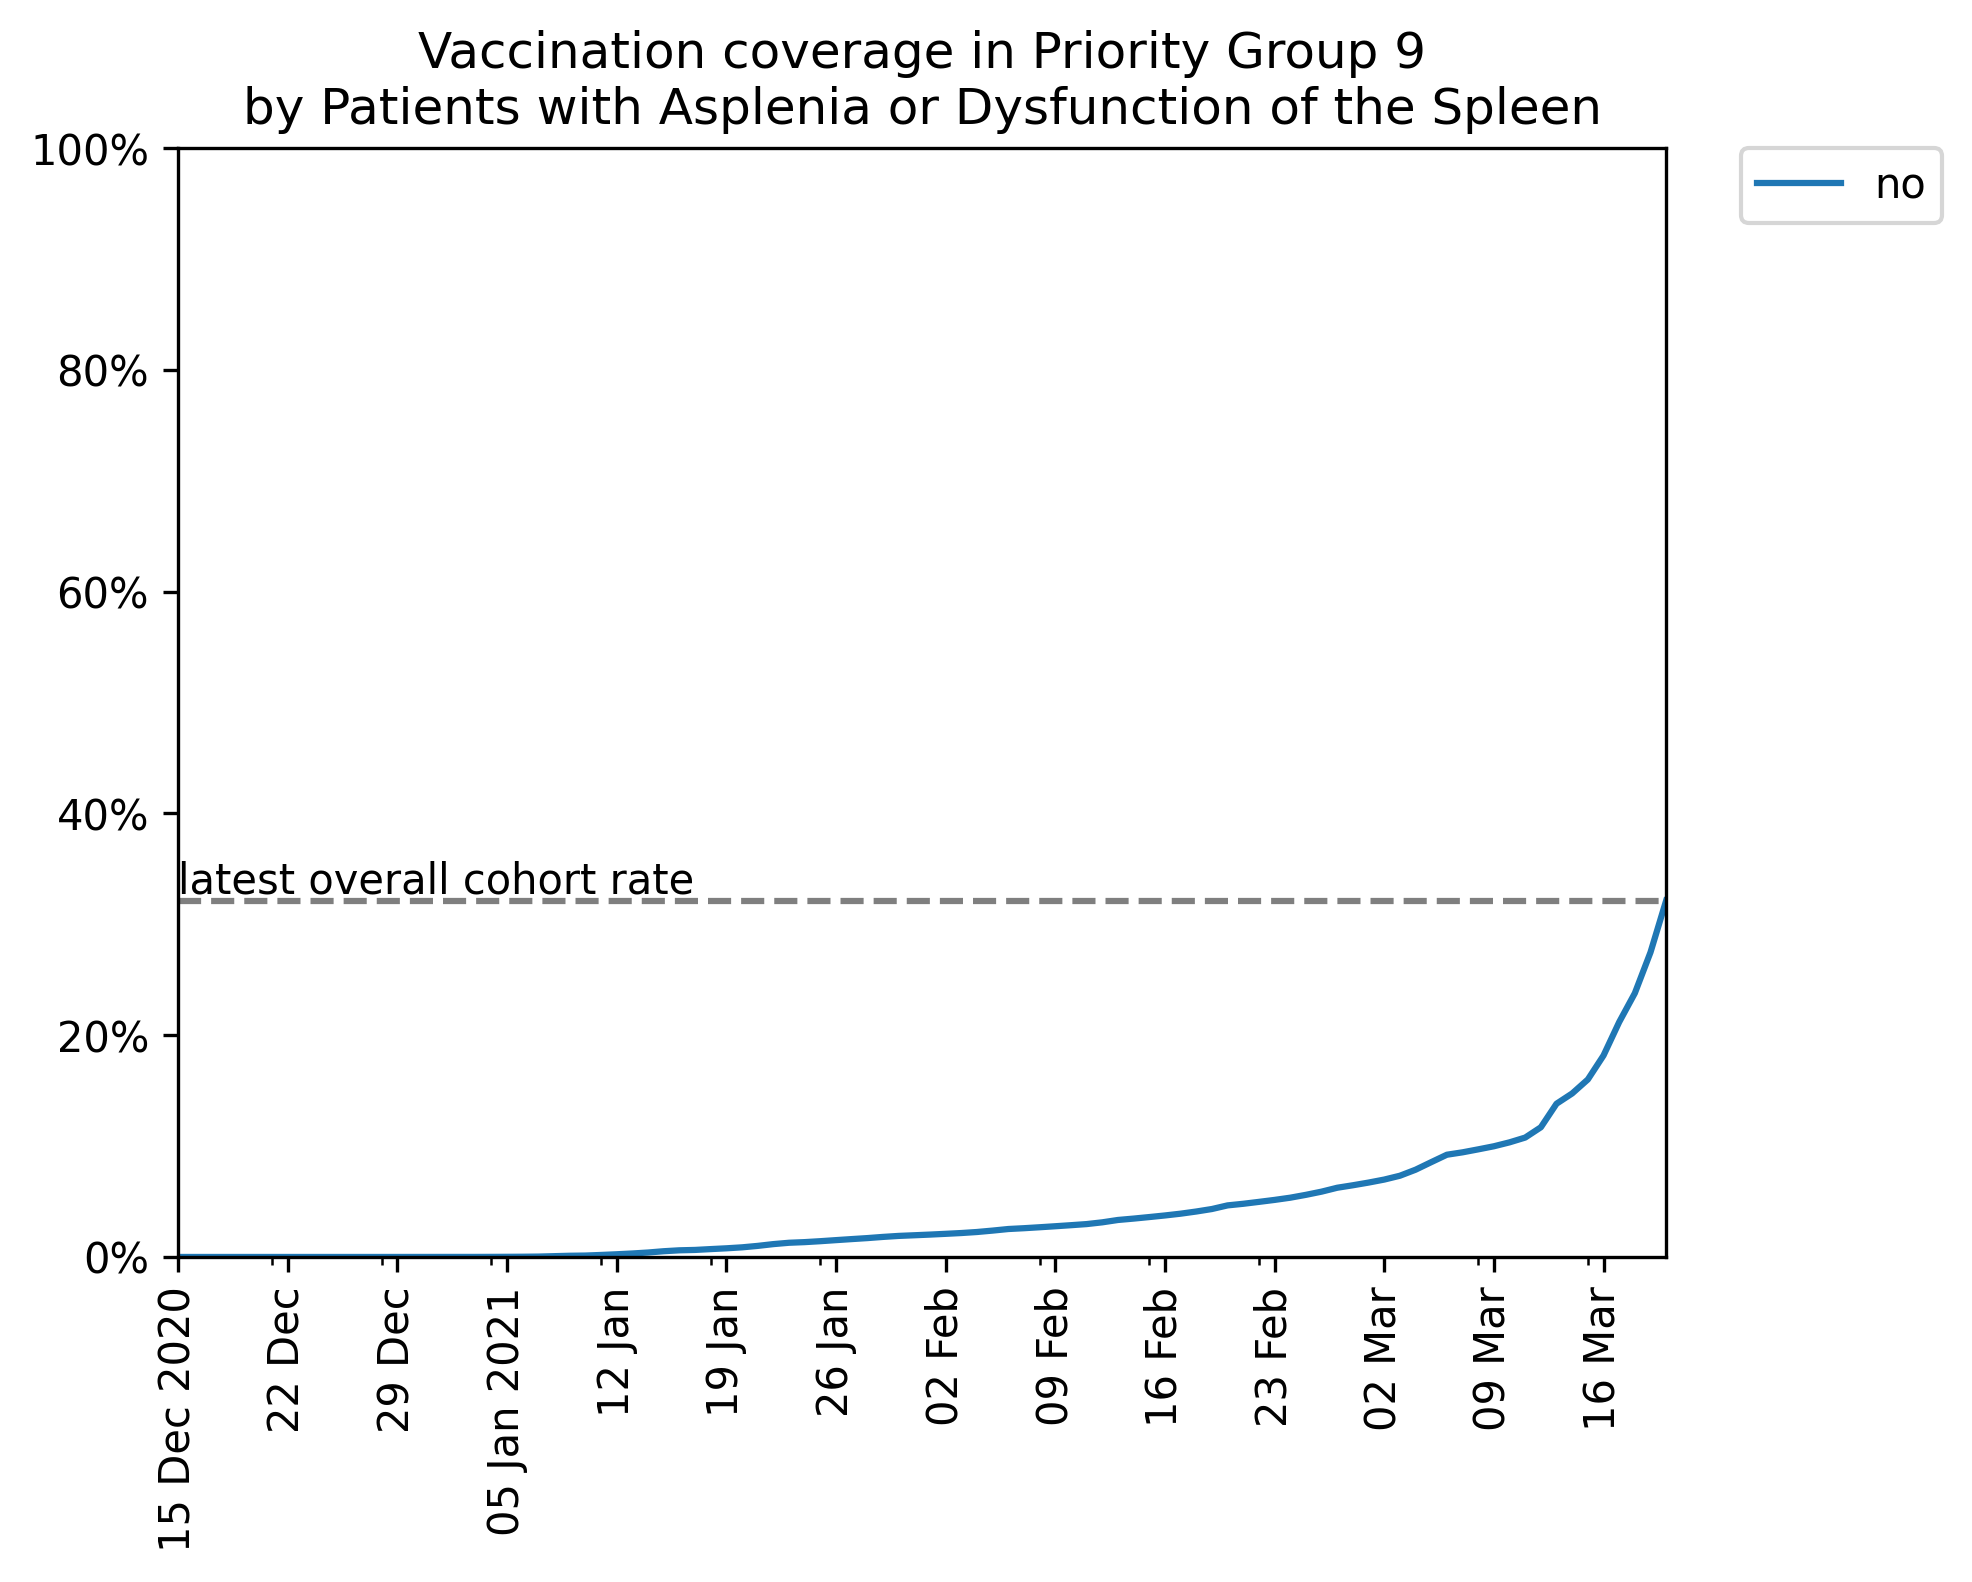 Vaccination coverage in Priority Group 9
by Patients with Asplenia or Dysfunction of the Spleen
100%
80%
60%
40%
20%
0%
latest overall cohort rate
no
15 Dec 2020
22 Dec
29 Dec
05 Jan 2021
12 Jan
19 Jan
26 Jan
02 Feb
09 Feb
16 Feb
23 Feb
02 Mar
09 Mar
16 Mar